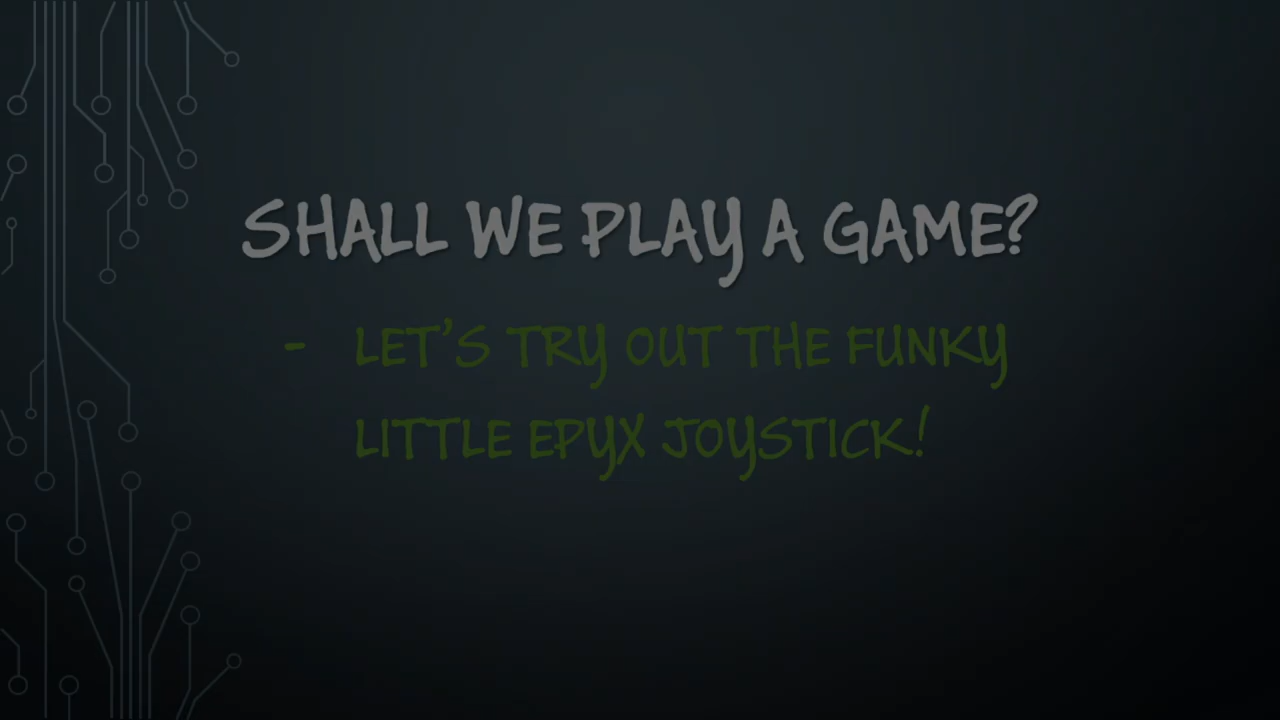 SHALL WE PLAY A GAME?
- LET'S TRY OUT THE FUNKY
LITTLE EPYX JOYSTICK!